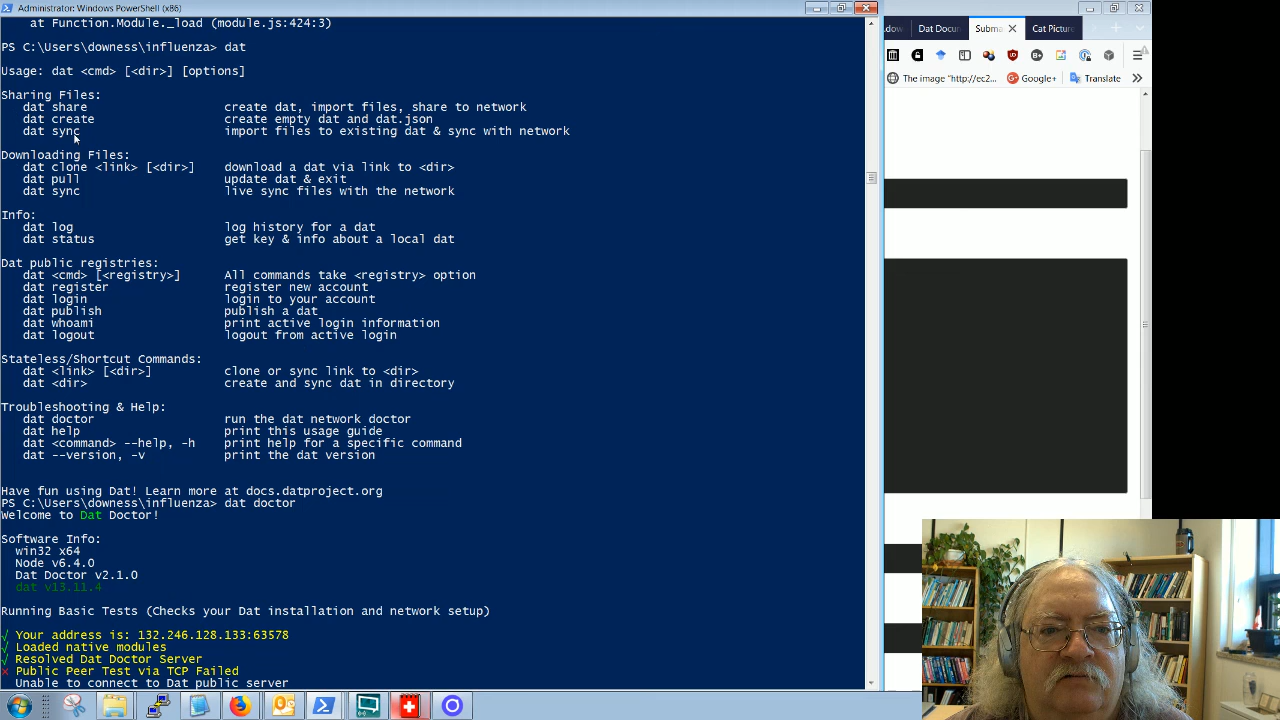 Administrator: Windows PowerShell (x86)
at Function.Module._load (module.js:424:3)
PS C:\Users\downess\influenza> dat
Usage: dat <cmd> [<dir>] [options]
Sharing Files:
dat share create dat, import files, share to network
dat create create empty dat and dat.json
dat sync import files to existing dat & sync with network
Downloading Files:
dat clone <link> [<dir>] download a dat via link to <dir>
dat pull update dat & exit
dat sync live sync files with the network
Info:
dat log log history for a dat
dat status get key & info about a local dat
Dat public registries:
dat <cmd> [<registry>] All commands take <registry> option
dat register register new account
dat login login to your account
dat publish publish a dat
dat whoami print active login information
dat logout logout from active login
Stateless/Shortcut Commands:
dat <link> [<dir>] clone or sync link to <dir>
dat <dir> create and sync dat in directory
Troubleshooting & Help:
dat doctor run the dat network doctor
dat help print this usage guide
dat <command> --help, -h print help for a specific command
dat --version, -v print the dat version
Have fun using Dat! Learn more at docs.datproject.org
PS C:\Users\downess\influenza> dat doctor
Welcome to Dat Doctor!
Software Info:
win32 x64
Node v6.4.0
Dat Doctor v2.1.0
dat v13.11.4
Running Basic Tests (Checks your Dat installation and network setup)
√ Your address is: 132.246.128.133:63578
√ Loaded native modules
√ Resolved Dat Doctor Server
× Public Peer Test via TCP Failed
Unable to connect to Dat public server
.dow Dat Docun Subma Cat Picture
The image "http://ec2 Google+ Translate